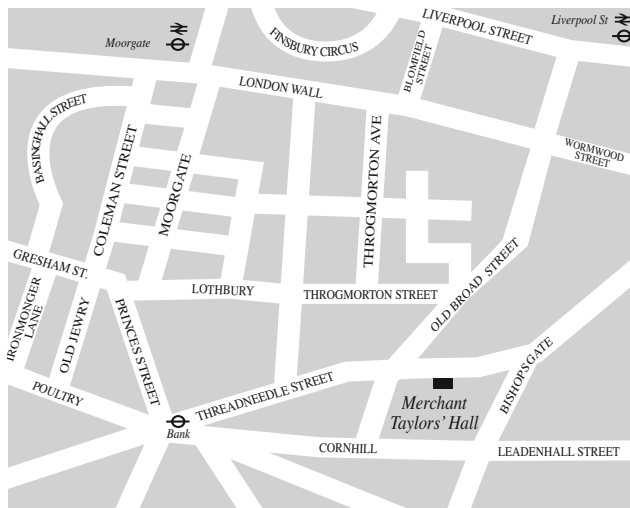 LIVERPOOL STREET
Liverpool St
Moorgate
FINSBURY CIRCUS
BLOMFIELD
STREET
LONDON WALL
BASINGHALL STREET
WORMWOOD
STREET
COLEMAN STREET
MOORGATE
THROGMORTON AVE
GRESHAM ST.
LOTHBURY
THROGMORTON STREET
OLD BROAD STREET
IRONMONGER
LANE
OLD JEWRY
PRINCES STREET
THREADNEEDLE STREET
BISHOPSGATE
POULTRY
Merchant
Taylors' Hall
Bank
CORNHILL
LEADENHALL STREET